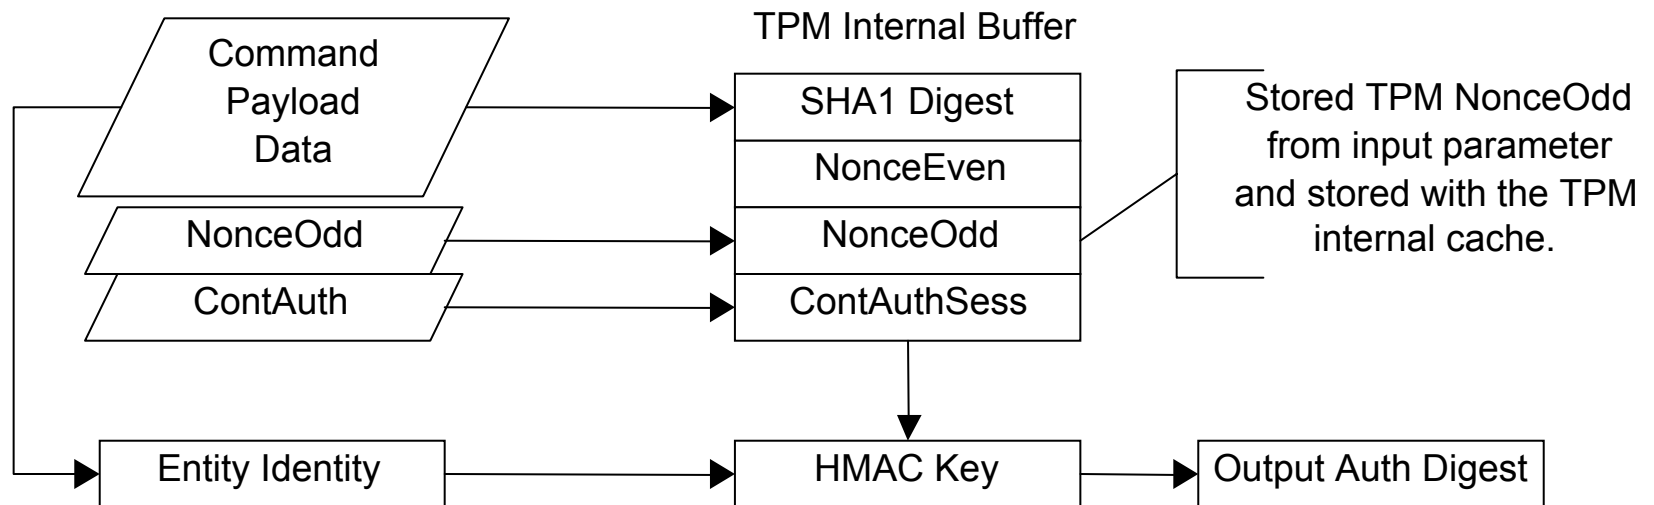 TPM Internal Buffer
Command
Payload
Data
SHA1 Digest
NonceEven
NonceOdd
NonceOdd
ContAuth
ContAuthSess
Stored TPM NonceOdd
from input parameter
and stored with the TPM
internal cache.
Entity Identity
HMAC Key
Output Auth Digest